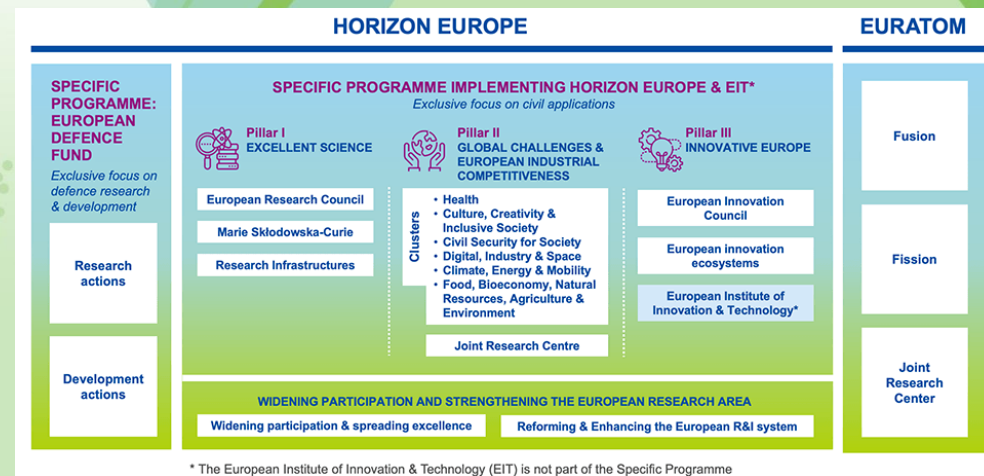 HORIZON EUROPE
EURATOM
SPECIFIC
PROGRAMME:
EUROPEAN
DEFENCE
FUND
Exclusive focus on
defence research
& development
Research
actions
Development
actions
SPECIFIC PROGRAMME IMPLEMENTING HORIZON EUROPE & EIT*
Exclusive focus on civil applications
Pillar I
EXCELLENT SCIENCE
European Research Council
Marie Skłodowska-Curie
Research Infrastructures
Pillar II
GLOBAL CHALLENGES &
EUROPEAN INDUSTRIAL
COMPETITIVENESS
Clusters
• Health
• Culture, Creativity &
Inclusive Society
• Civil Security for Society
• Digital, Industry & Space
• Climate, Energy & Mobility
• Food, Bioeconomy, Natural
Resources, Agriculture &
Environment
Joint Research Centre
Pillar III
INNOVATIVE EUROPE
European Innovation
Council
European innovation
ecosystems
European Institute of
Innovation & Technology*
WIDENING PARTICIPATION AND STRENGTHENING THE EUROPEAN RESEARCH AREA
Widening participation & spreading excellence
Reforming & Enhancing the European R&I system
Fusion
Fission
Joint
Research
Center
* The European Institute of Innovation & Technology (EIT) is not part of the Specific Programme